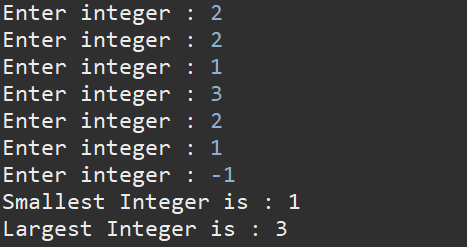 Enter integer : 2
Enter integer : 2
Enter integer : 1
Enter integer : 3
Enter integer : 2
Enter integer : 1
Enter integer : -1
Smallest Integer is : 1
Largest Integer is : 3